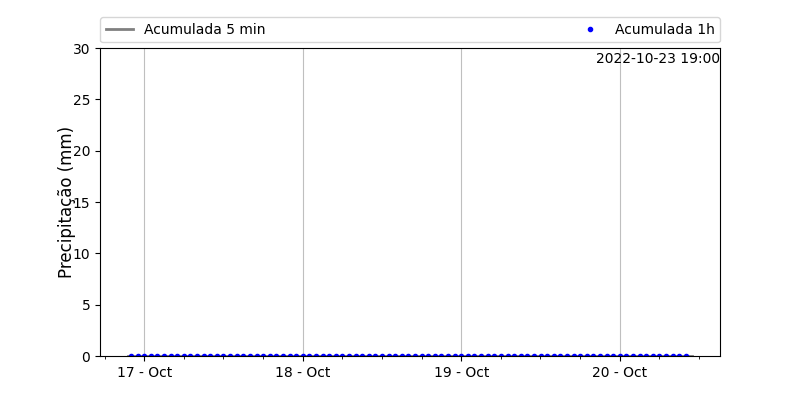 Acumulada 5 min
Acumulada 1h
2022-10-23 19:00
Precipitação (mm)
30
25
20
15
10
5
0
17 - Oct
18 - Oct
19 - Oct
20 - Oct